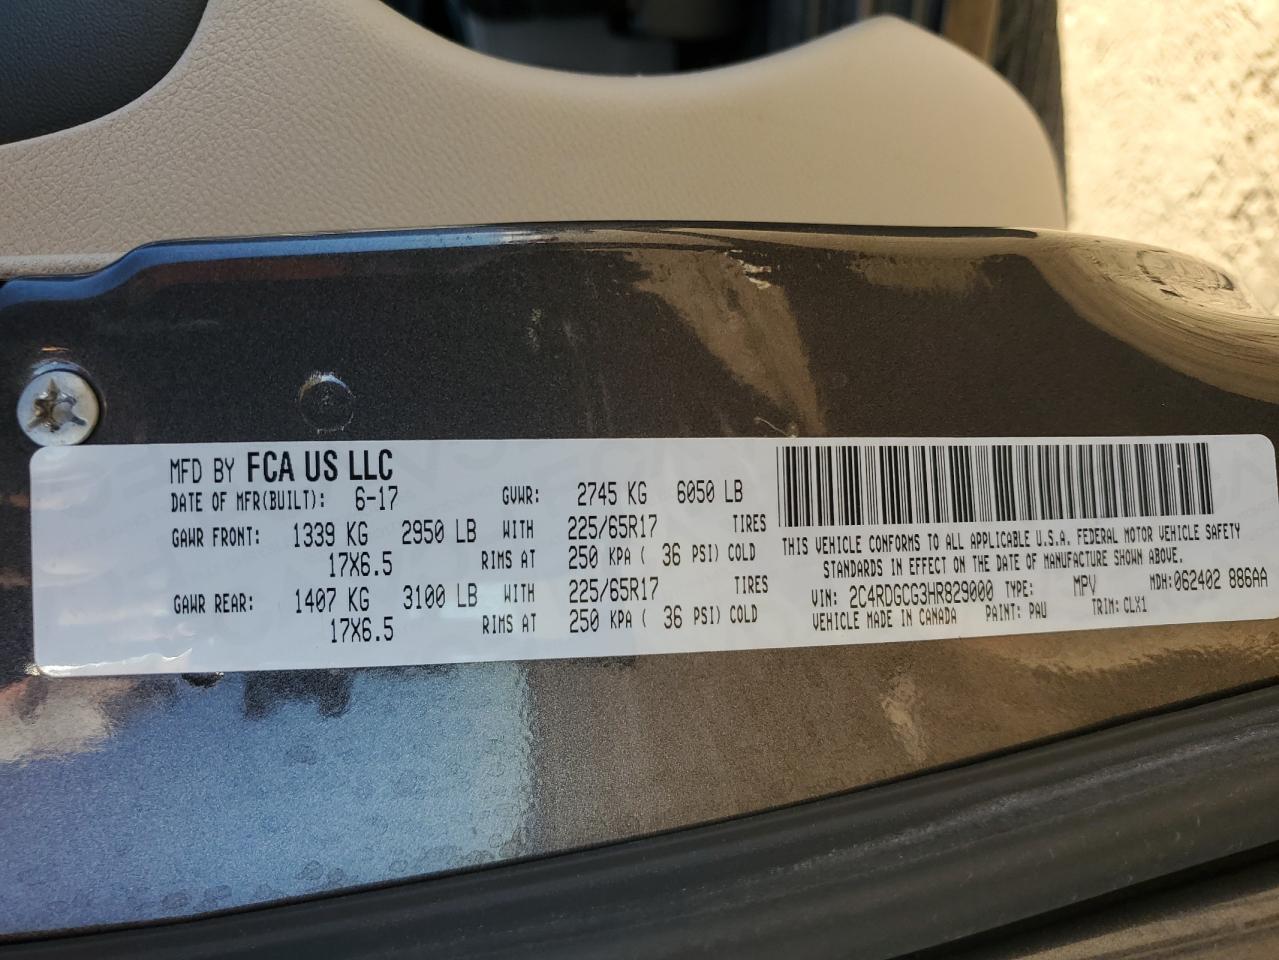 MFD BY FCA US LLC
DATE OF MFR(BUILT): 6-17 GVWR: 2745 KG 6050 LB
GAWR FRONT: 1339 KG 2950 LB WITH 225/65R17 TIRES
17X6.5 RIMS AT 250 KPA ( 36 PSI) COLD
GAWR REAR: 1407 KG 3100 LB WITH 225/65R17 TIRES
17X6.5 RIMS AT 250 KPA ( 36 PSI) COLD
THIS VEHICLE CONFORMS TO ALL APPLICABLE U.S.A. FEDERAL MOTOR VEHICLE SAFETY
STANDARDS IN EFFECT ON THE DATE OF MANUFACTURE SHOWN ABOVE.
VIN: 2C4RDGCG3HR829000 TYPE: MPV MDH: 062402 886AA
VEHICLE MADE IN CANADA PAINT: PAU TRIM: CLX1